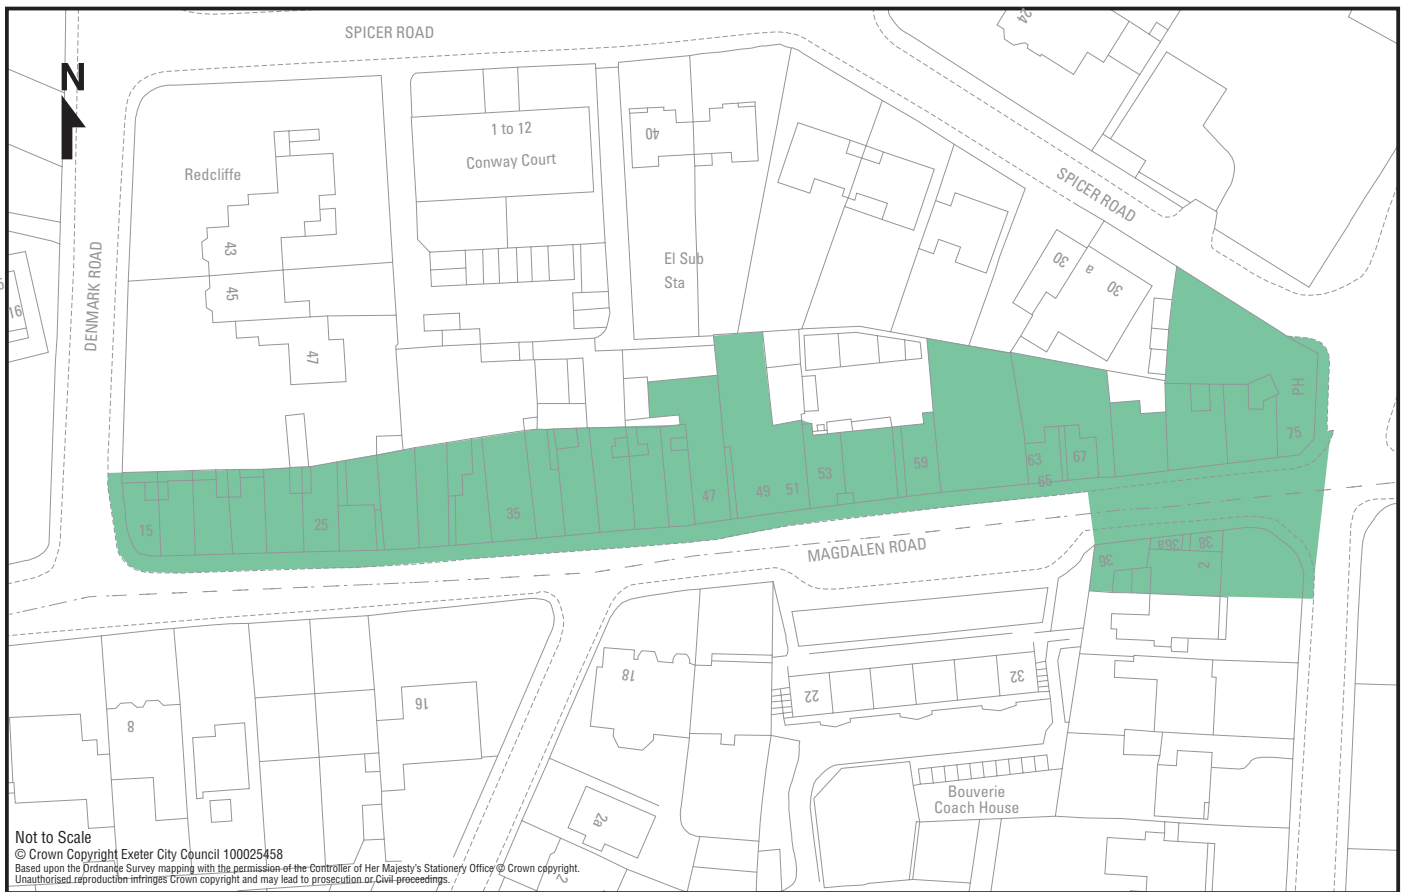 SPICER ROAD
24
N
1 to 12
Conway Court
40
Redcliffe
SPICER ROAD
43
El Sub
Sta
30
a
30
DENMARK ROAD
45
16
47
PH
75
53
59
63
67
65
47
49
51
35
25
15
MAGDALEN ROAD
36
36a
38
2
18
22
32
16
8
Bouverie
Coach House
2a
2
Not to Scale
© Crown Copyright Exeter City Council 100025458
Based upon the Ordnance Survey mapping with the permission of the Controller of Her Majesty's Stationery Office @ Crown copyright.
Unauthorised reproduction infringes Crown copyright and may lead to prosecution or Civil proceedings.